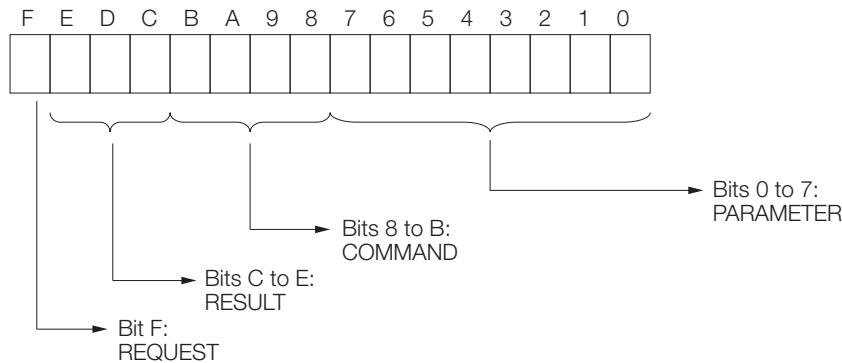 F E D C B A 9 8 7 6 5 4 3 2 1 0
Bits 0 to 7:
PARAMETER
Bits 8 to B:
COMMAND
Bits C to E:
RESULT
Bit F:
REQUEST